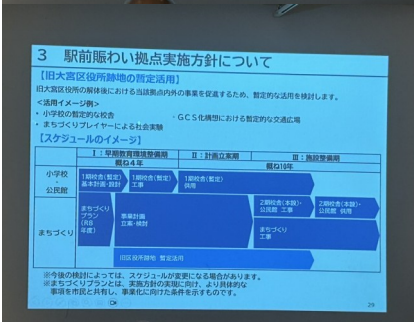 3 駅前賑わい拠点実施方針について
【旧大宮区役所跡地の暫定活用】
旧大宮区役所の解体後における当該拠点内外の事業を促進するため、暫定的な活用を検討します。
＜活用イメージ例＞
・ 小学校の暫定的な校舎 ・ＧＣＳ化構想における暫定的な交通広場
・ まちづくりプレイヤーによる社会実験
【スケジュールのイメージ】
Ⅰ：早期教育環境整備期 Ⅱ：計画立案期 Ⅲ：施設整備期
概ね4年 概ね10年
小学校
公民館
1期校舎(暫定)
基本計画・設計
1期校舎(暫定)
工事
1期校舎(暫定)
供用
2期校舎(本設)・
公民館 工事
2期校舎(本設)・
公民館 供用
まちづくり
まちづくり
プラン
(R8
年度)
事業計画
立案・検討
まちづくり
工事
旧区役所跡地 暫定活用
※今後の検討によっては、スケジュールが変更になる場合があります。
※まちづくりプランとは、実施方針の実現に向け、より具体的な
事項を市民と共有し、事業化に向けた条件を示すものです。
29